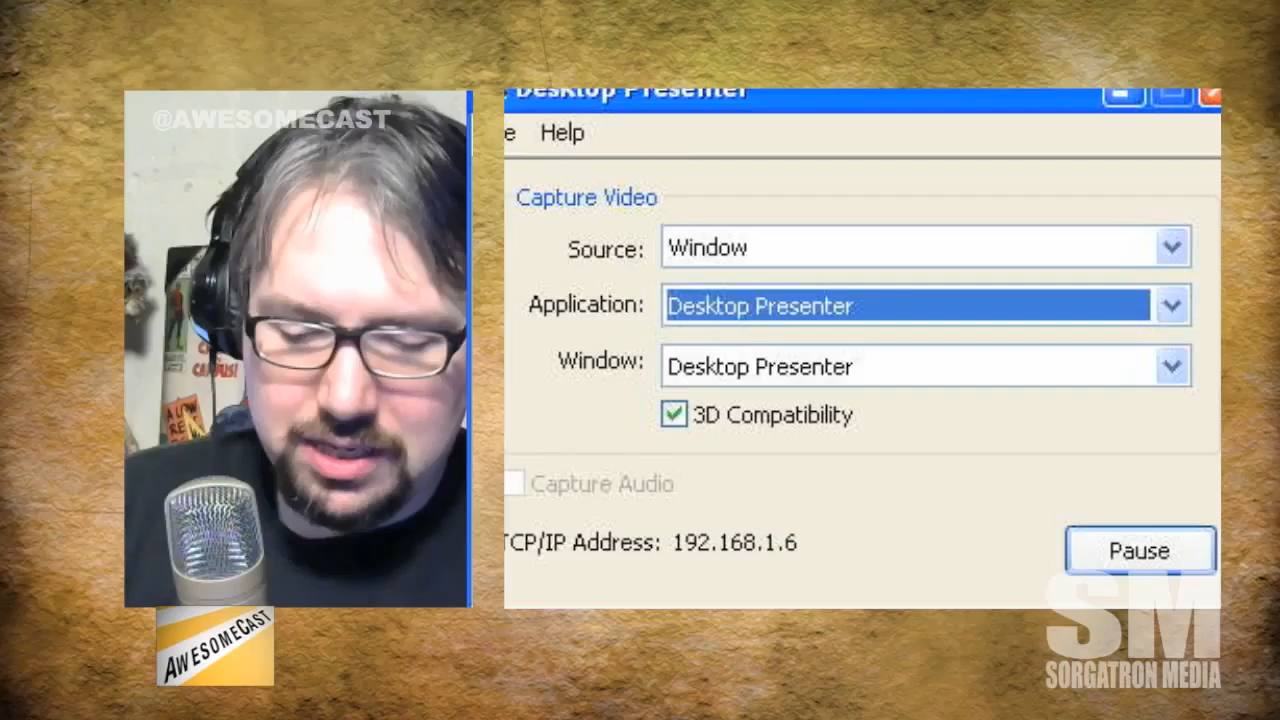 @AWESOMECAST
Desktop Presenter
Help
Capture Video
Source: Window
Application: Desktop Presenter
Window: Desktop Presenter
3D Compatibility
Capture Audio
TCP/IP Address: 192.168.1.6
Pause
A LOW
AWESOMECAST
SM
SORGATRON MEDIA